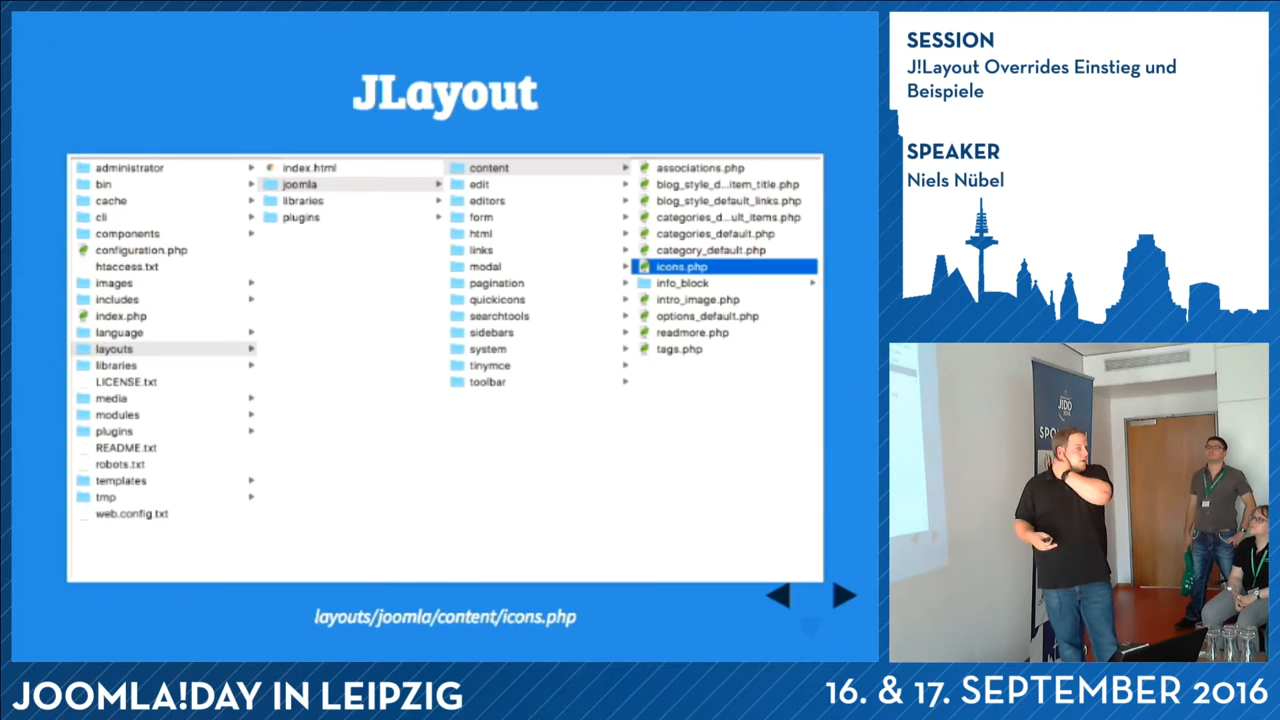 JLayout
administrator
bin
cache
cli
components
configuration.php
htaccess.txt
images
includes
index.php
language
layouts
libraries
LICENSE.txt
media
modules
plugins
README.txt
robots.txt
templates
tmp
web.config.txt
index.html
joomla
libraries
plugins
content
edit
editors
form
html
links
modal
pagination
quickicons
searchtools
sidebars
system
tinymce
toolbar
associations.php
blog_style_d...item_title.php
blog_style_default_links.php
categories_d...ult_items.php
categories_default.php
category_default.php
icons.php
info_block
intro_image.php
options_default.php
readmore.php
tags.php
layouts/joomla/content/icons.php
SESSION
J!Layout Overrides Einstieg und
Beispiele
SPEAKER
Niels Nübel
JOOMLA!DAY IN LEIPZIG
16. & 17. SEPTEMBER 2016